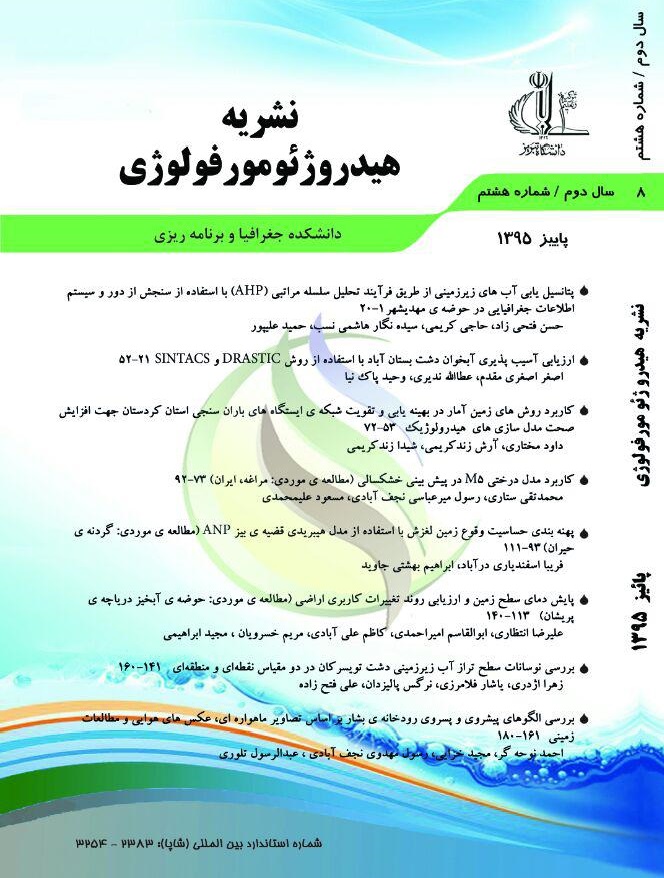 نشریه
هیدروژئومورفولوژی
دانشگاه تبریز
۸ سال دوم / شماره هشتم
دانشکده جغرافیا و برنامه ریزی
پاییز ۱۳۹۵
پتانسیل یابی آب های زیرزمینی از طریق فرآیند تحلیل سلسله مراتبی (AHP) با استفاده از سنجش از دور و سیستم
اطلاعات جغرافیایی در حوضه ی مهدیشهر ۱-۲۰
حسن فتحی زاد، حاجی کریمی، سیده نگار هاشمی نسب، حمید علیپور
ارزیابی آسیب پذیری آبخوان دشت بستان آباد با استفاده از روش DRASTIC و SINTACS ۲۱-۵۲
اصغر اصغری مقدم، عطاالله ندیری، وحید پاک نیا
کاربرد روش های زمین آمار در بهینه یابی و تقویت شبکه ی ایستگاه های باران سنجی استان کردستان جهت افزایش
صحت مدل سازی های هیدرولوژیک ۵۳-۷۲
داود مختاری، آرش زندکریمی، شیدا زندکریمی
کاربرد مدل درختی M۵ در پیش بینی خشکسالی (مطالعه ی موردی: مراغه، ایران) ۷۳-۹۲
محمدتقی ستاری، رسول میرعباسی نجف آبادی، مسعود علیمحمدی
پهنه بندی حساسیت وقوع زمین لغزش با استفاده از مدل هیبریدی قضیه ی بیز ANP (مطالعه ی موردی: گردنه ی
حیران) ۹۳-۱۱۱
فریبا اسفندیاری درآباد، ابراهیم بهشتی جاوید
پایش دمای سطح زمین و ارزیابی روند تغییرات کاربری اراضی (مطالعه ی موردی: حوضه ی آبخیز دریاچه ی
پریشان) ۱۱۳-۱۴۰
علیرضا انتظاری، ابوالقاسم امیراحمدی، کاظم علی آبادی، مریم خسرویان ، مجید ابراهیمی
بررسی نوسانات سطح تراز آب زیرزمینی دشت تویسرکان در دو مقیاس نقطه‌ای و منطقه‌ای ۱۴۱-۱۶۰
زهرا اژدری، یاشار فلامرزی، نرگس پالیزدان، علی فتح زاده
بررسی الگوهای پیشروی و پسروی رودخانه ی بشار بر اساس تصاویر ماهواره ای، عکس های هوایی و مطالعات
زمینی ۱۶۱-۱۸۰
احمد نوحه گر، مجید خزایی، رسول مهدوی نجف آبادی ، عبدالرسول تلوری
شماره استاندارد بین المللی (شاپا): ۲۳۸۳ - ۳۲۵۴
سال دوم / شماره هشتم
نشریه هیدروژئومورفولوژی
پائیز ۱۳۹۵